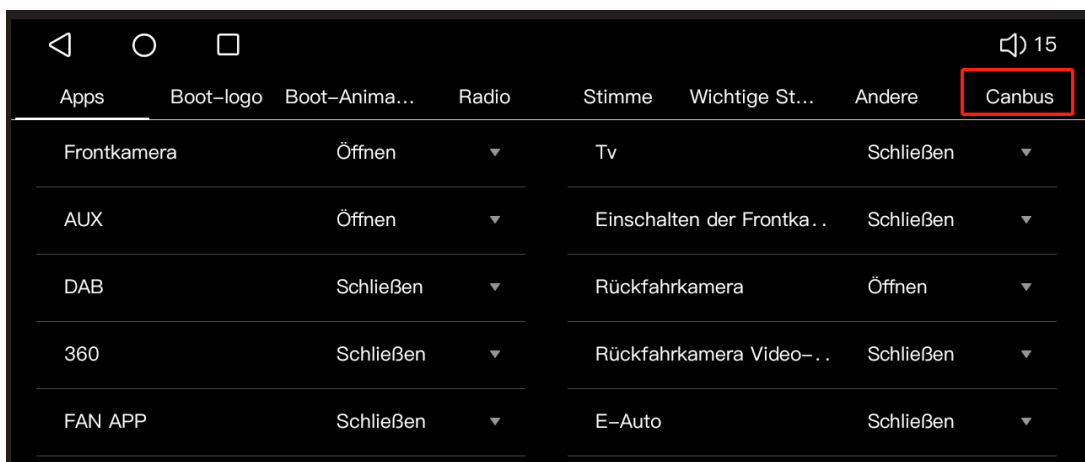 15
Apps Boot-logo Boot-Anima... Radio Stimme Wichtige St... Andere Canbus
Frontkamera Öffnen Tv Schließen
AUX Öffnen Einschalten der Frontka.. Schließen
DAB Schließen Rückfahrkamera Öffnen
360 Schließen Rückfahrkamera Video-.. Schließen
FAN APP Schließen E-Auto Schließen